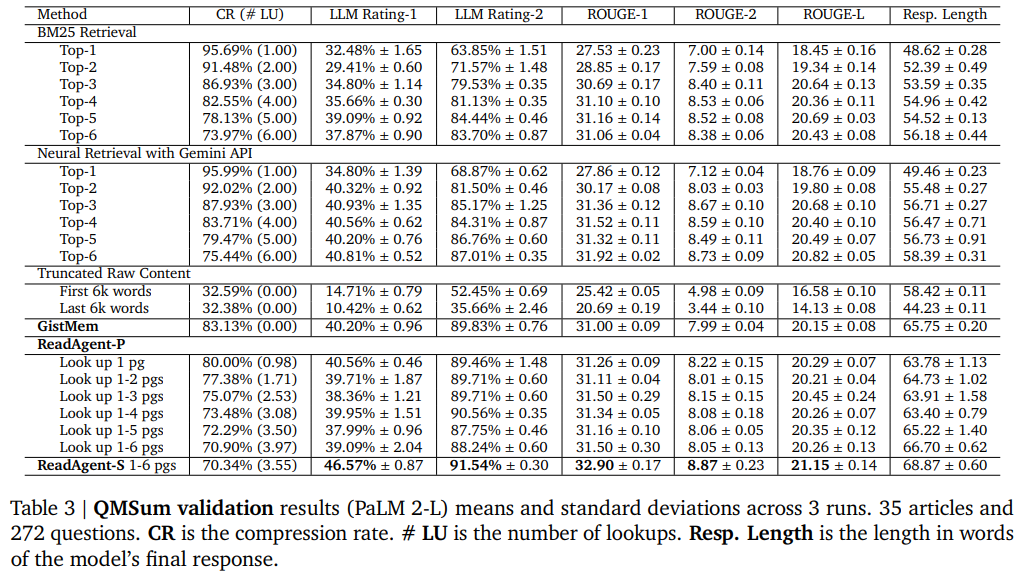 Method CR (# LU) LLM Rating-1 LLM Rating-2 ROUGE-1 ROUGE-2 ROUGE-L Resp. Length
BM25 Retrieval
Top-1 95.69% (1.00) 32.48% ± 1.65 63.85% ± 1.51 27.53 ± 0.23 7.00 ± 0.14 18.45 ± 0.16 48.62 ± 0.28
Top-2 91.48% (2.00) 29.41% ± 0.60 71.57% ± 1.48 28.85 ± 0.17 7.59 ± 0.08 19.34 ± 0.14 52.39 ± 0.49
Top-3 86.93% (3.00) 34.80% ± 1.14 79.53% ± 0.35 30.69 ± 0.17 8.40 ± 0.11 20.64 ± 0.13 53.59 ± 0.35
Top-4 82.55% (4.00) 35.66% ± 0.30 81.13% ± 0.35 31.10 ± 0.10 8.53 ± 0.06 20.36 ± 0.11 54.96 ± 0.42
Top-5 78.13% (5.00) 39.09% ± 0.92 84.44% ± 0.46 31.16 ± 0.14 8.52 ± 0.08 20.69 ± 0.03 54.52 ± 0.13
Top-6 73.97% (6.00) 37.87% ± 0.90 83.70% ± 0.87 31.06 ± 0.04 8.38 ± 0.06 20.43 ± 0.08 56.18 ± 0.44
Neural Retrieval with Gemini API
Top-1 95.99% (1.00) 34.80% ± 1.39 68.87% ± 0.62 27.86 ± 0.12 7.12 ± 0.04 18.76 ± 0.09 49.46 ± 0.23
Top-2 92.02% (2.00) 40.32% ± 0.92 81.50% ± 0.46 30.17 ± 0.08 8.03 ± 0.03 19.80 ± 0.08 55.48 ± 0.27
Top-3 87.93% (3.00) 40.93% ± 1.35 85.17% ± 1.25 31.36 ± 0.12 8.67 ± 0.10 20.68 ± 0.10 56.71 ± 0.27
Top-4 83.71% (4.00) 40.56% ± 0.62 84.31% ± 0.87 31.52 ± 0.11 8.59 ± 0.10 20.40 ± 0.10 56.47 ± 0.71
Top-5 79.47% (5.00) 40.20% ± 0.76 86.76% ± 0.60 31.32 ± 0.11 8.49 ± 0.11 20.49 ± 0.07 56.73 ± 0.91
Top-6 75.44% (6.00) 40.81% ± 0.52 87.01% ± 0.35 31.92 ± 0.02 8.73 ± 0.09 20.82 ± 0.05 58.39 ± 0.31
Truncated Raw Content
First 6k words 32.59% (0.00) 14.71% ± 0.79 52.45% ± 0.69 25.42 ± 0.05 4.98 ± 0.09 16.58 ± 0.10 58.42 ± 0.11
Last 6k words 32.38% (0.00) 10.42% ± 0.62 35.66% ± 2.46 20.69 ± 0.19 3.44 ± 0.10 14.13 ± 0.08 44.23 ± 0.11
GistMem 83.13% (0.00) 40.20% ± 0.96 89.83% ± 0.76 31.00 ± 0.09 7.99 ± 0.04 20.15 ± 0.08 65.75 ± 0.20
ReadAgent-P
Look up 1 pg 80.00% (0.98) 40.56% ± 0.46 89.46% ± 1.48 31.26 ± 0.09 8.22 ± 0.15 20.29 ± 0.07 63.78 ± 1.13
Look up 1-2 pgs 77.38% (1.71) 39.71% ± 1.87 89.71% ± 0.60 31.11 ± 0.04 8.01 ± 0.15 20.21 ± 0.04 64.73 ± 1.02
Look up 1-3 pgs 75.07% (2.53) 38.36% ± 1.21 89.71% ± 0.60 31.50 ± 0.29 8.15 ± 0.15 20.45 ± 0.24 63.91 ± 1.58
Look up 1-4 pgs 73.48% (3.08) 39.95% ± 1.51 90.56% ± 0.35 31.34 ± 0.05 8.08 ± 0.18 20.26 ± 0.07 63.40 ± 0.79
Look up 1-5 pgs 72.29% (3.50) 37.99% ± 0.96 87.75% ± 0.46 31.16 ± 0.10 8.06 ± 0.05 20.35 ± 0.12 65.22 ± 1.40
Look up 1-6 pgs 70.90% (3.97) 39.09% ± 2.04 88.24% ± 0.60 31.50 ± 0.30 8.05 ± 0.13 20.26 ± 0.13 66.70 ± 0.62
ReadAgent-S 1-6 pgs 70.34% (3.55) 46.57% ± 0.87 91.54% ± 0.30 32.90 ± 0.17 8.87 ± 0.23 21.15 ± 0.14 68.87 ± 0.60
Table 3 | QMSum validation results (PaLM 2-L) means and standard deviations across 3 runs. 35 articles and
272 questions. CR is the compression rate. # LU is the number of lookups. Resp. Length is the length in words
of the model's final response.